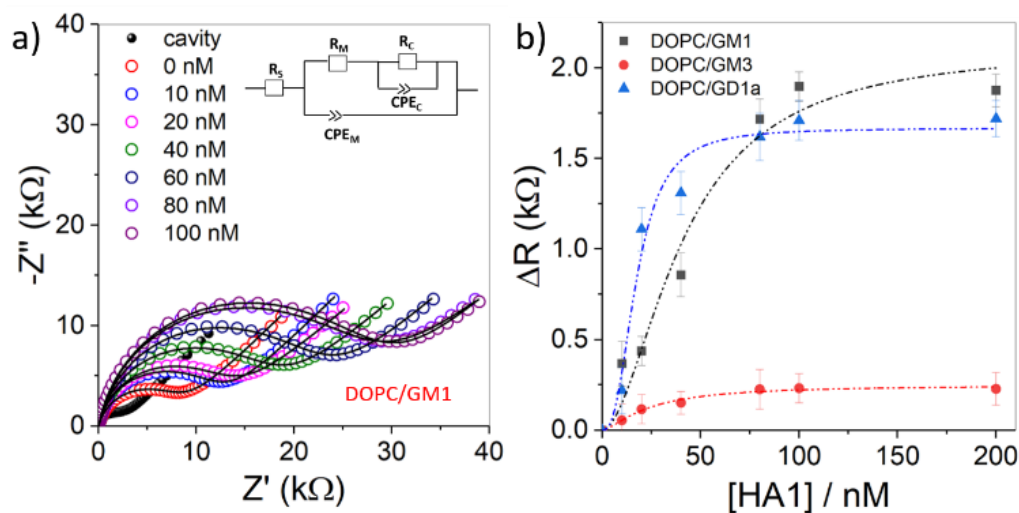 a)
40
30
20
10
0
-Z" (kΩ)
cavity
0 nM
10 nM
20 nM
40 nM
60 nM
80 nM
100 nM
R_S
R_M
R_C
CPE_C
CPE_M
DOPC/GM1
0 10 20 30 40
Z' (kΩ)
b)
2.0
1.5
1.0
0.5
0.0
ΔR (kΩ)
DOPC/GM1
DOPC/GM3
DOPC/GD1a
0 50 100 150 200
[HA1] / nM